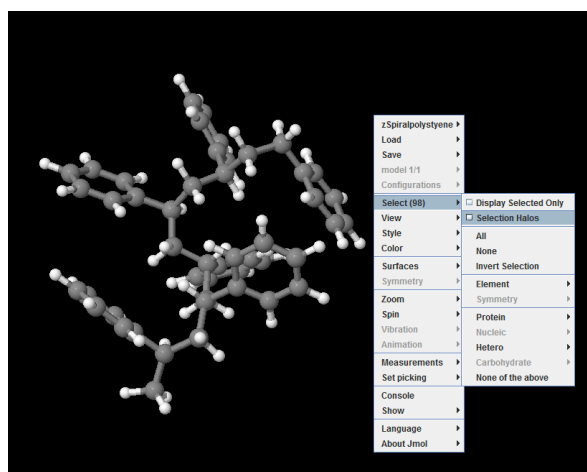 zSpiralpolystyene
Load
Save
model 1/1
Configurations
Select (98)
View
Style
Color
Surfaces
Symmetry
Zoom
Spin
Vibration
Animation
Measurements
Set picking
Console
Show
Language
About Jmol
Display Selected Only
Selection Halos
All
None
Invert Selection
Element
Symmetry
Protein
Nucleic
Hetero
Carbohydrate
None of the above